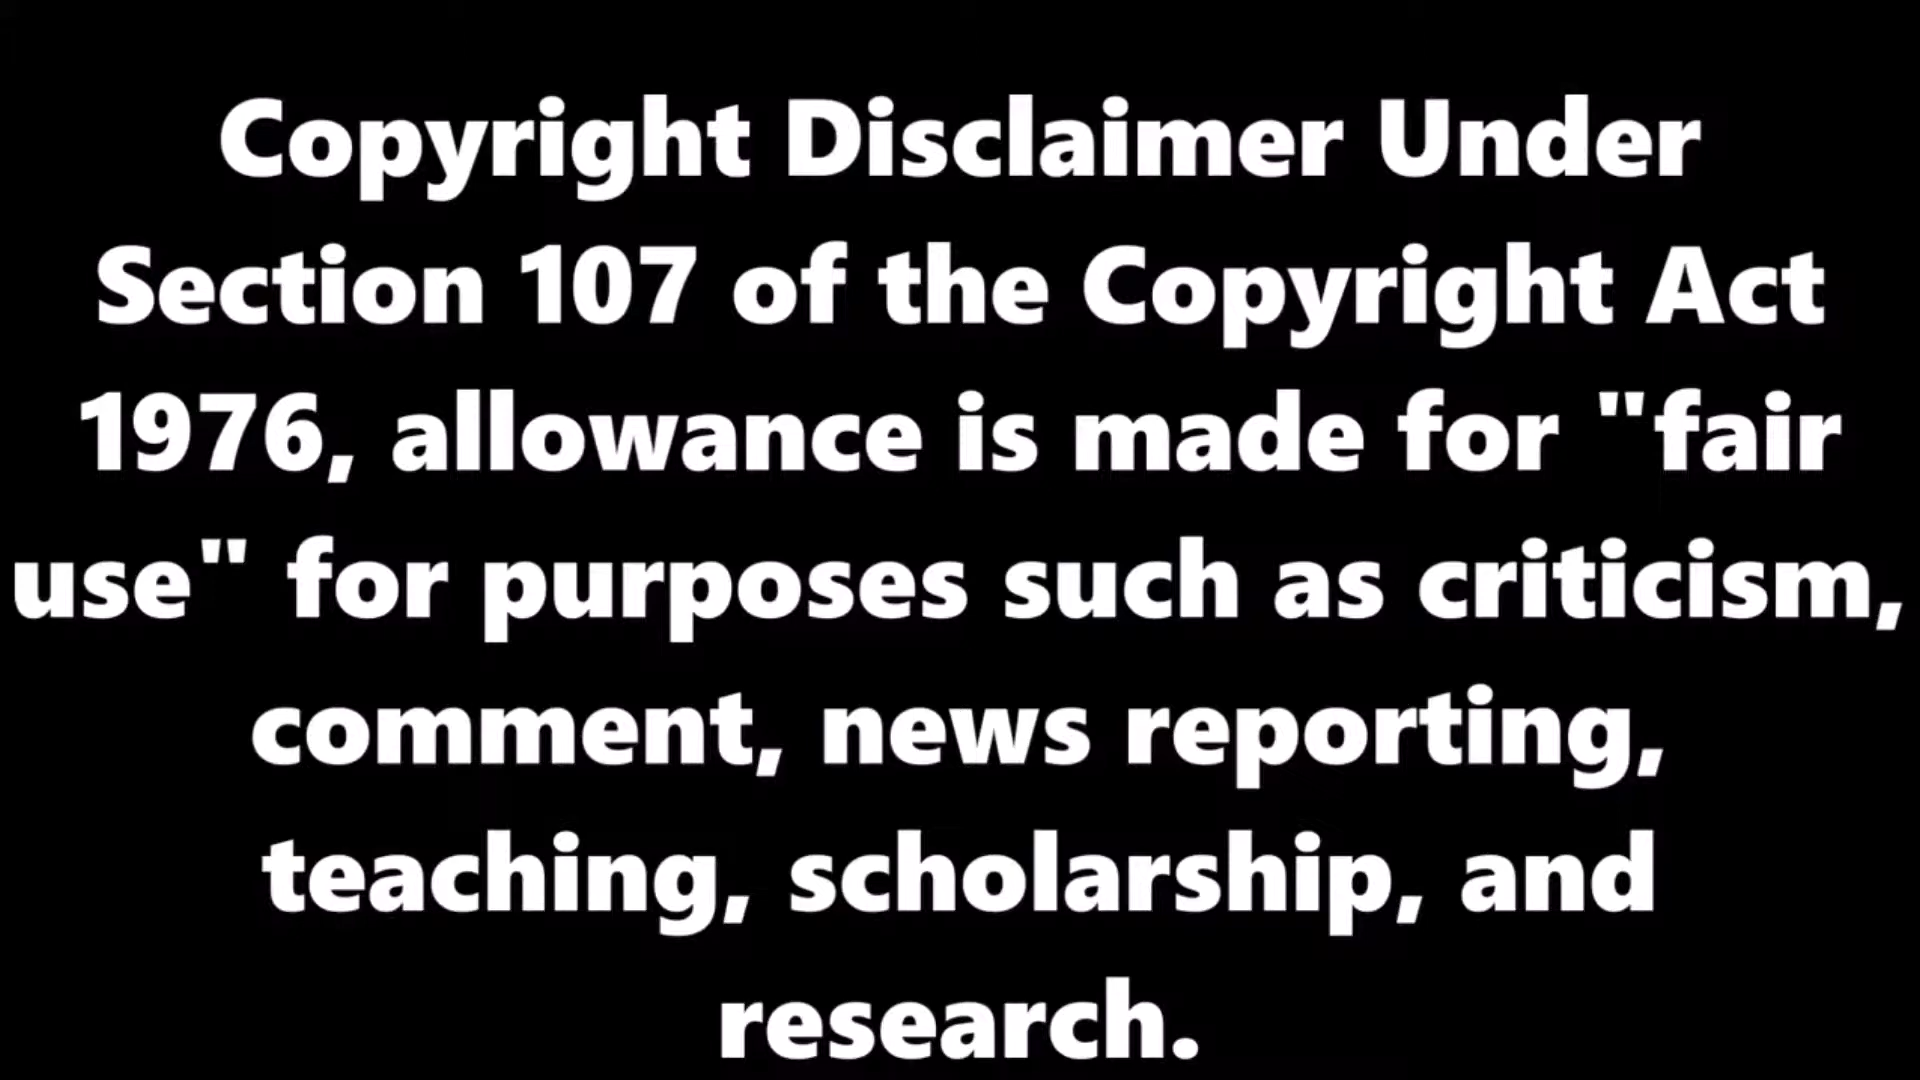 Copyright Disclaimer Under
Section 107 of the Copyright Act
1976, allowance is made for "fair
use" for purposes such as criticism,
comment, news reporting,
teaching, scholarship, and
research.